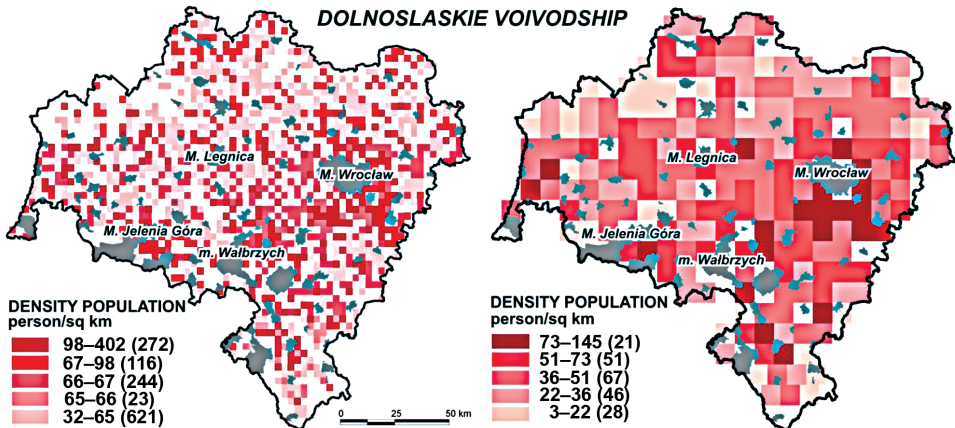 DOLNOSLASKIE VOIVODSHIP
M. Legnica
M. Wrocław
M. Jelenia Góra
m. Wałbrzych
DENSITY POPULATION
person/sq km
98–402 (272)
67–98 (116)
66–67 (244)
65–66 (23)
32–65 (621)
0 25 50 km
M. Legnica
M. Wrocław
M. Jelenia Góra
m. Wałbrzych
DENSITY POPULATION
person/sq km
73–145 (21)
51–73 (51)
36–51 (67)
22–36 (46)
3–22 (28)